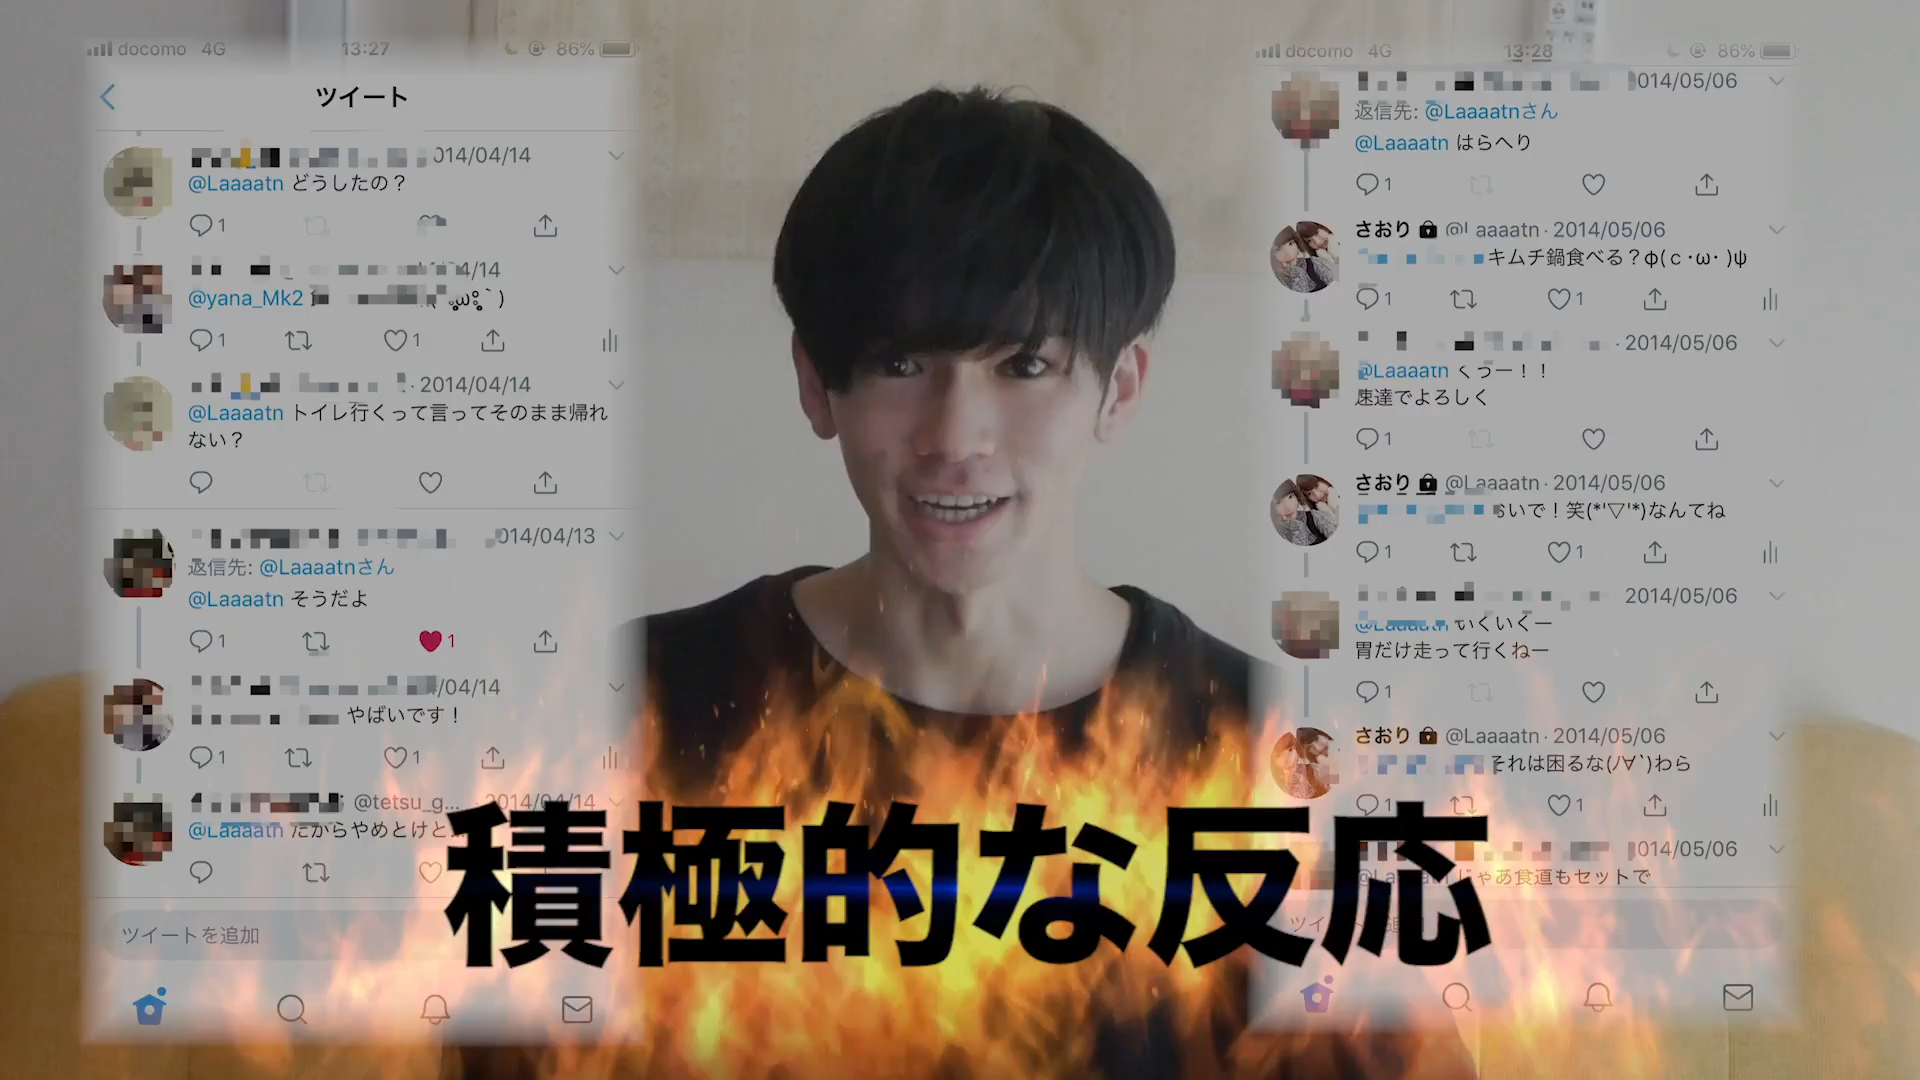 docomo 4G 13:27 86%
ツイート
014/04/14
@Laaaatn どうしたの？
1
4/14
@yana_Mk2
1 1
2014/04/14
@Laaaatn トイレ行くって言ってそのまま帰れ
ない？
014/04/13
返信先: @Laaaatnさん
@Laaaatn そうだよ
1 1
/04/14
やばいです！
1 1
@tetsu_g... 2014/04/14
@Laaaatn だからやめとけと
ツイートを追加
docomo 4G 13:28 86%
014/05/06
返信先: @Laaaatnさん
@Laaaatn はらへり
1
さおり aaaatn · 2014/05/06
キムチ鍋食べる？φ(ｃ･ω･ )ψ
1 1
· 2014/05/06
@Laaaatn くうー！！
速達でよろしく
1
さおり @Laaaatn · 2014/05/06
いで！笑(*'▽'*)なんてね
1 1
2014/05/06
いくいくー
胃だけ走って行くねー
1
さおり @Laaaatn · 2014/05/06
それは困るな(ﾉ∀`)わら
1 1
014/05/06
じゃあ食道もセットで
積極的な反応